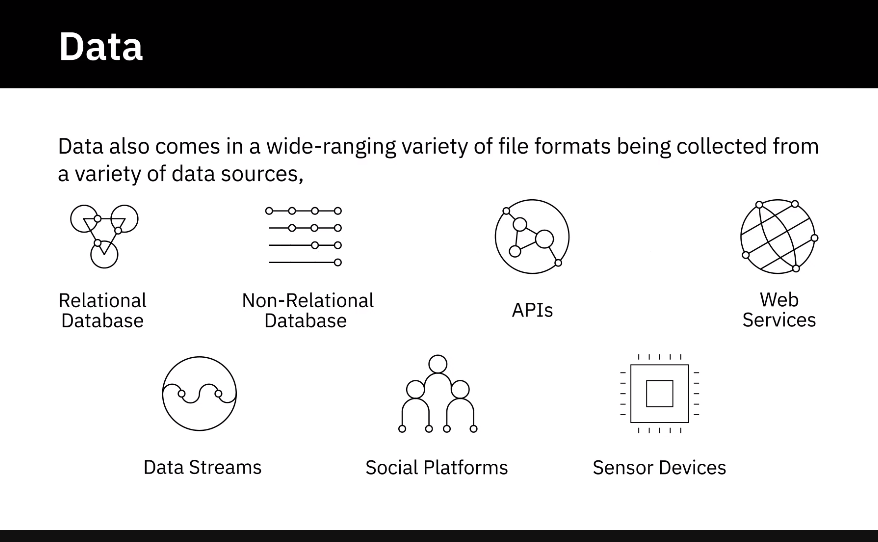 Data
Data also comes in a wide-ranging variety of file formats being collected from
a variety of data sources,
Relational
Database
Non-Relational
Database
APIs
Web
Services
Data Streams
Social Platforms
Sensor Devices